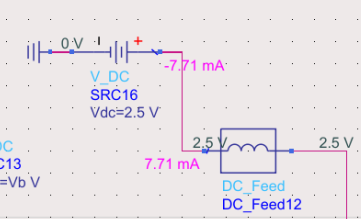 0 V
+
-7.71 mA
V_DC
SRC16
Vdc=2.5 V
2.5 V
2.5 V
7.71 mA
DC
C13
=Vb V
DC_Feed
DC_Feed12